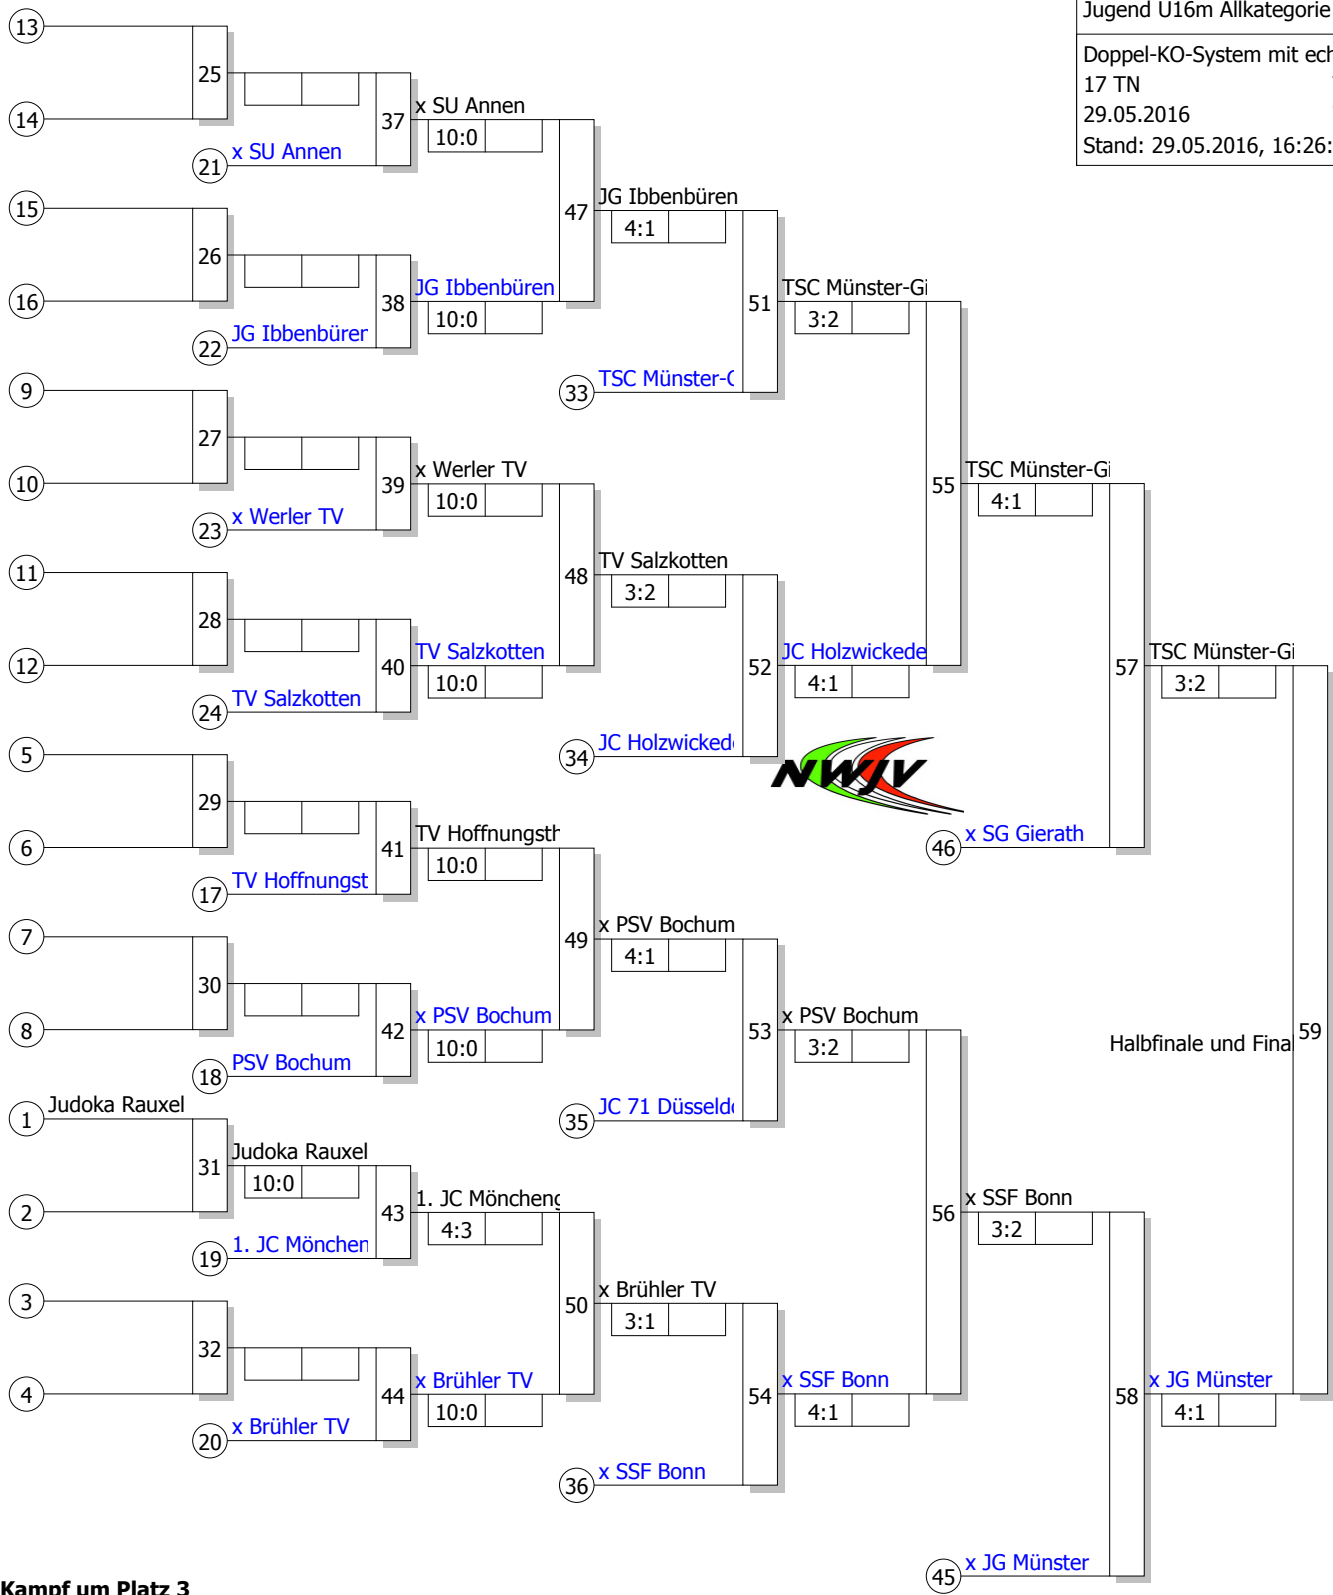 Jugend U16m Allkategorie
Doppel-KO-System mit ech
17 TN
29.05.2016
Stand: 29.05.2016, 16:26:
13
25
14
37
x SU Annen
10:0
21
x SU Annen
15
47
JG Ibbenbüren
4:1
26
16
38
JG Ibbenbüren
10:0
22
JG Ibbenbüren
51
TSC Münster-Gi
3:2
9
33
TSC Münster-G
27
10
39
x Werler TV
10:0
55
TSC Münster-Gi
4:1
23
x Werler TV
11
48
TV Salzkotten
3:2
28
12
40
TV Salzkotten
10:0
52
JC Holzwickede
4:1
57
TSC Münster-Gi
3:2
24
TV Salzkotten
5
34
JC Holzwickede
NWJV
29
6
41
TV Hoffnungsth
10:0
46
x SG Gierath
17
TV Hoffnungst
7
49
x PSV Bochum
4:1
30
8
42
x PSV Bochum
10:0
53
x PSV Bochum
3:2
Halbfinale und Fina
59
18
PSV Bochum
1
Judoka Rauxel
35
JC 71 Düsseldo
31
Judoka Rauxel
10:0
2
43
1. JC Möncheng
4:3
56
x SSF Bonn
3:2
19
1. JC Mönchen
3
50
x Brühler TV
3:1
32
4
44
x Brühler TV
10:0
54
x SSF Bonn
4:1
58
x JG Münster
4:1
20
x Brühler TV
36
x SSF Bonn
45
x JG Münster
Kampf um Platz 3